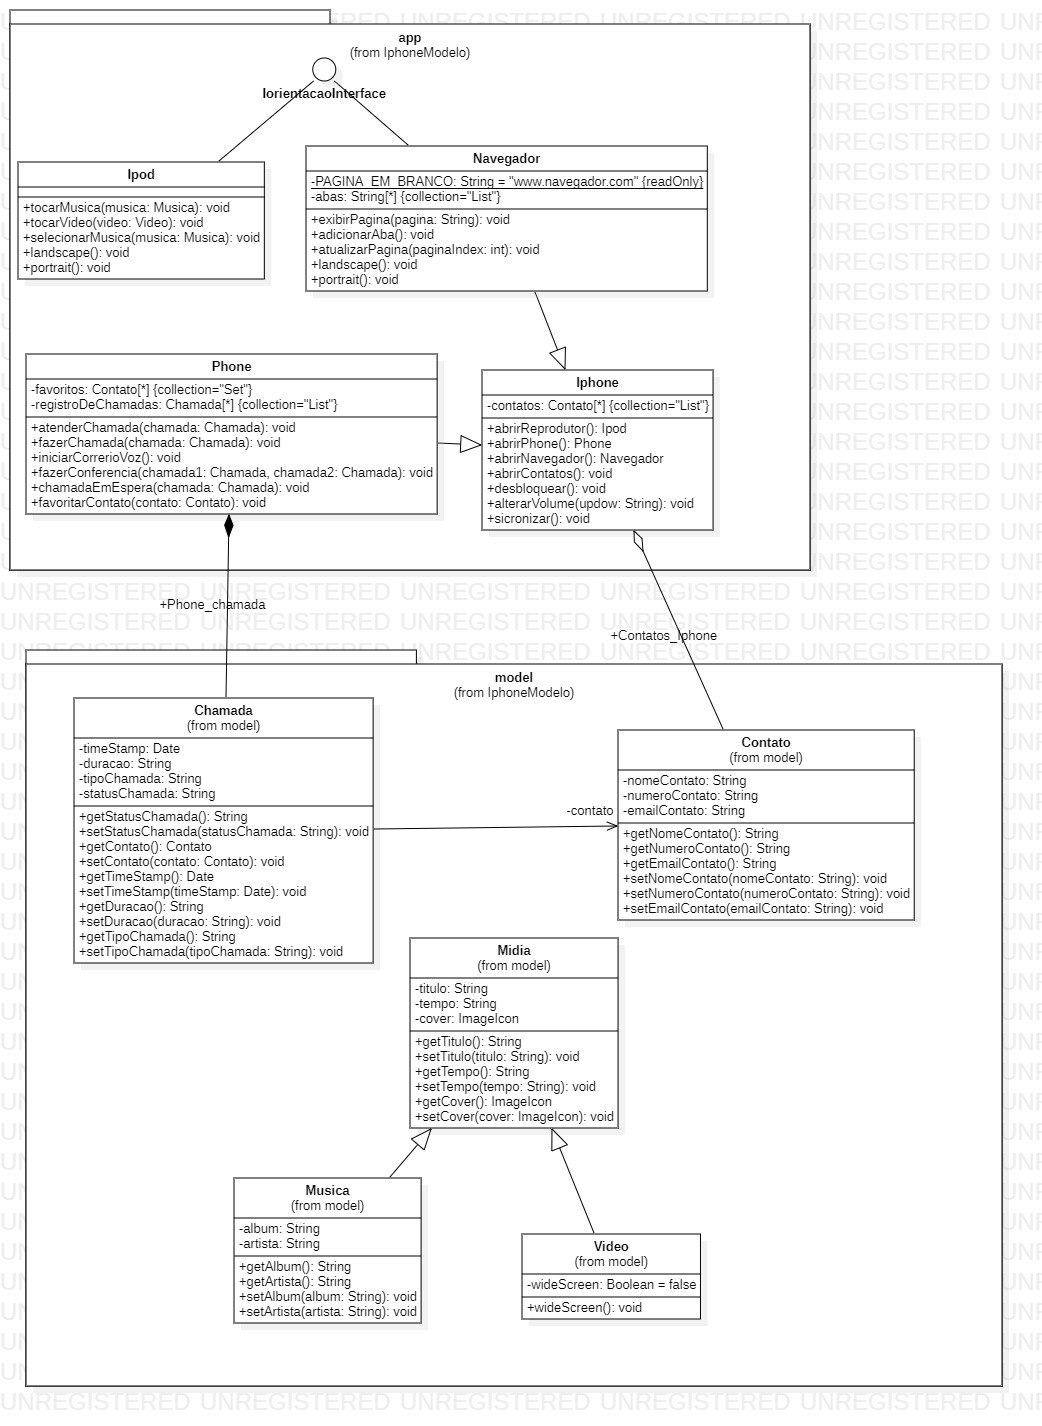 app
(from IphoneModelo)
IorientacaoInterface
Ipod
+tocarMusica(musica: Musica): void
+tocarVideo(video: Video): void
+selecionarMusica(musica: Musica): void
+landscape(): void
+portrait(): void
Navegador
-PAGINA_EM_BRANCO: String = "www.navegador.com" {readOnly}
-abas: String[*] {collection="List"}
+exibirPagina(pagina: String): void
+adicionarAba(): void
+atualizarPagina(paginaIndex: int): void
+landscape(): void
+portrait(): void
Phone
-favoritos: Contato[*] {collection="Set"}
-registroDeChamadas: Chamada[*] {collection="List"}
+atenderChamada(chamada: Chamada): void
+fazerChamada(chamada: Chamada): void
+iniciarCorrerioVoz(): void
+fazerConferencia(chamada1: Chamada, chamada2: Chamada): void
+chamadaEmEspera(chamada: Chamada): void
+favoritarContato(contato: Contato): void
Iphone
-contatos: Contato[*] {collection="List"}
+abrirReprodutor(): Ipod
+abrirPhone(): Phone
+abrirNavegador(): Navegador
+abrirContatos(): void
+desbloquear(): void
+alterarVolume(updow: String): void
+sicronizar(): void
+Phone_chamada
+Contatos_Iphone
model
(from IphoneModelo)
Chamada
(from model)
-timeStamp: Date
-duracao: String
-tipoChamada: String
-statusChamada: String
+getStatusChamada(): String
+setStatusChamada(statusChamada: String): void
+getContato(): Contato
+setContato(contato: Contato): void
+getTimeStamp(): Date
+setTimeStamp(timeStamp: Date): void
+getDuracao(): String
+setDuracao(duracao: String): void
+getTipoChamada(): String
+setTipoChamada(tipoChamada: String): void
-contato
Contato
(from model)
-nomeContato: String
-numeroContato: String
-emailContato: String
+getNomeContato(): String
+getNumeroContato(): String
+getEmailContato(): String
+setNomeContato(nomeContato: String): void
+setNumeroContato(numeroContato: String): void
+setEmailContato(emailContato: String): void
Midia
(from model)
-titulo: String
-tempo: String
-cover: ImageIcon
+getTitulo(): String
+setTitulo(titulo: String): void
+getTempo(): String
+setTempo(tempo: String): void
+getCover(): ImageIcon
+setCover(cover: ImageIcon): void
Musica
(from model)
-album: String
-artista: String
+getAlbum(): String
+getArtista(): String
+setAlbum(album: String): void
+setArtista(artista: String): void
Video
(from model)
-wideScreen: Boolean = false
+wideScreen(): void
UNREGISTERED UNREGISTERED UNREGISTERED UNREGISTERED UNREGISTERED